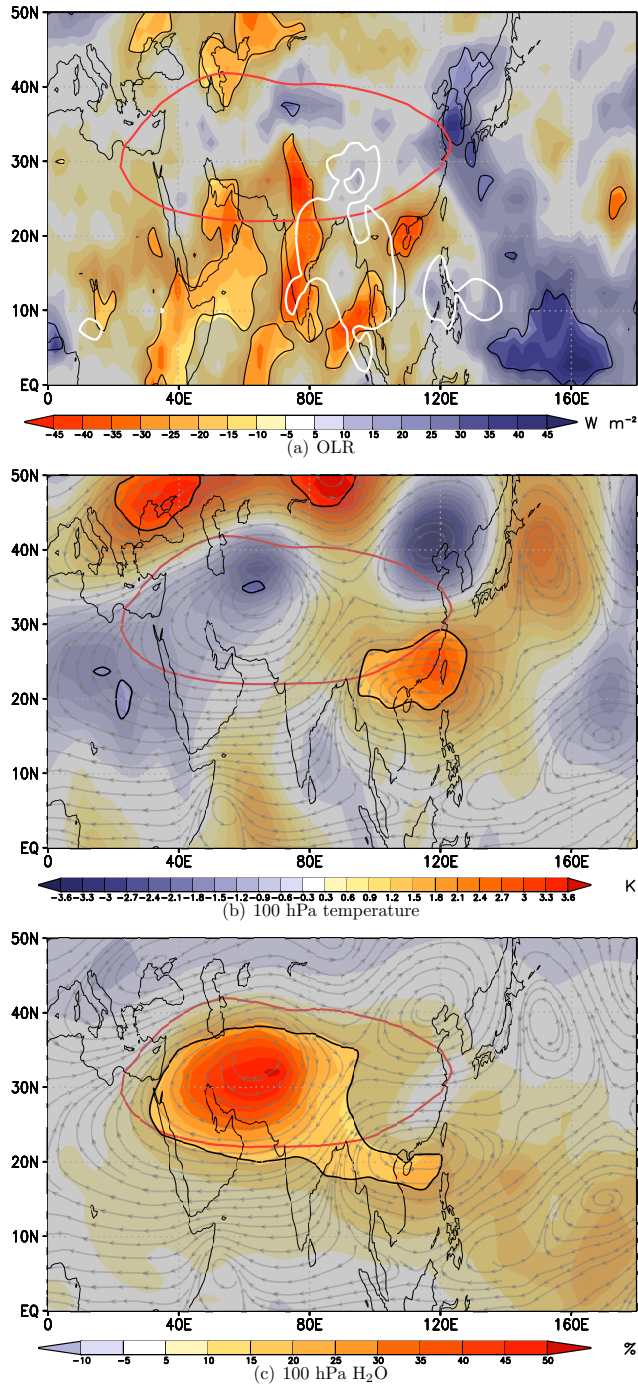 50N
40N
30N
20N
10N
EQ
0 40E 80E 120E 160E
-45 -40 -35 -30 -25 -20 -15 -10 -5 5 10 15 20 25 30 35 40 45 W m-2
(a) OLR
50N
40N
30N
20N
10N
EQ
0 40E 80E 120E 160E
-3.6 -3.3 -3 -2.7 -2.4 -2.1 -1.8 -1.5 -1.2 -0.9 -0.6 -0.3 0.3 0.6 0.9 1.2 1.5 1.8 2.1 2.4 2.7 3 3.3 3.6 K
(b) 100 hPa temperature
50N
40N
30N
20N
10N
EQ
0 40E 80E 120E 160E
-10 -5 5 10 15 20 25 30 35 40 45 50 %
(c) 100 hPa H₂O